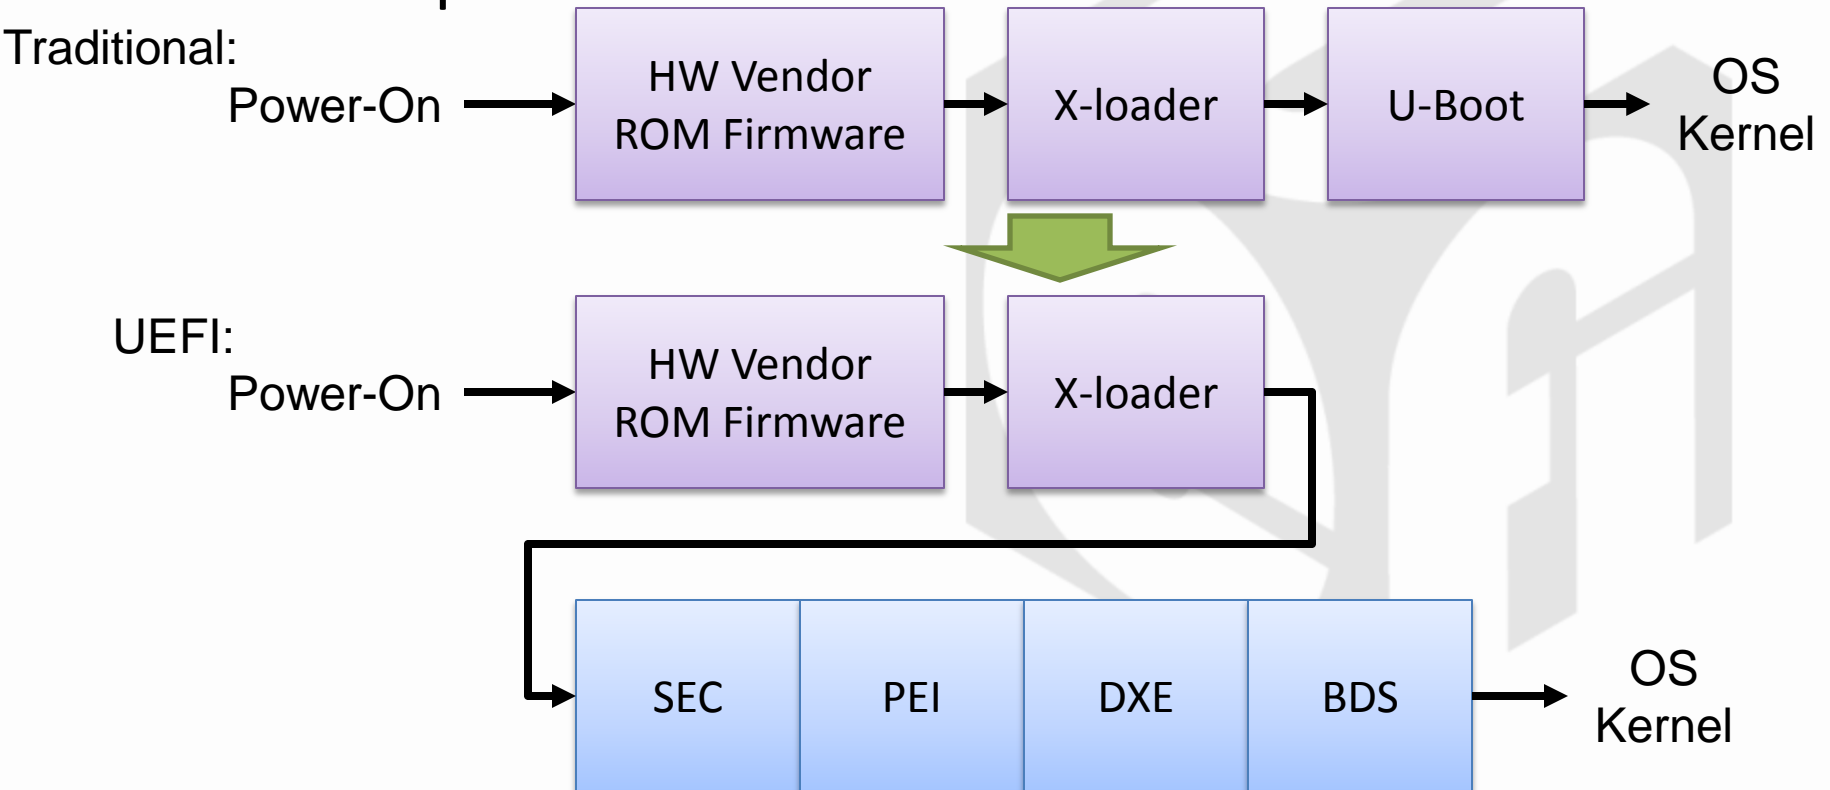 Traditional:
Power-On
HW Vendor
ROM Firmware
X-loader
U-Boot
OS
Kernel
UEFI:
Power-On
HW Vendor
ROM Firmware
X-loader
SEC
PEI
DXE
BDS
OS
Kernel